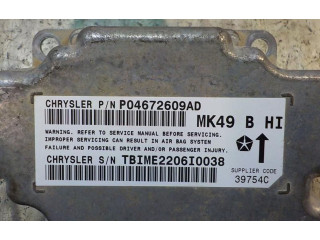 CHRYSLER P/N P04672609AD
MK49 B HI
WARNING. REFER TO SERVICE MANUAL BEFORE SERVICING.
IMPROPER SERVICING CAN RESULT IN AIR BAG SYSTEM
FAILURE AND POSSIBLE DRIVER AND/OR PASSENGER INJURY.
CHRYSLER S/N TBIME2206I0038
SUPPLIER CODE
39754C